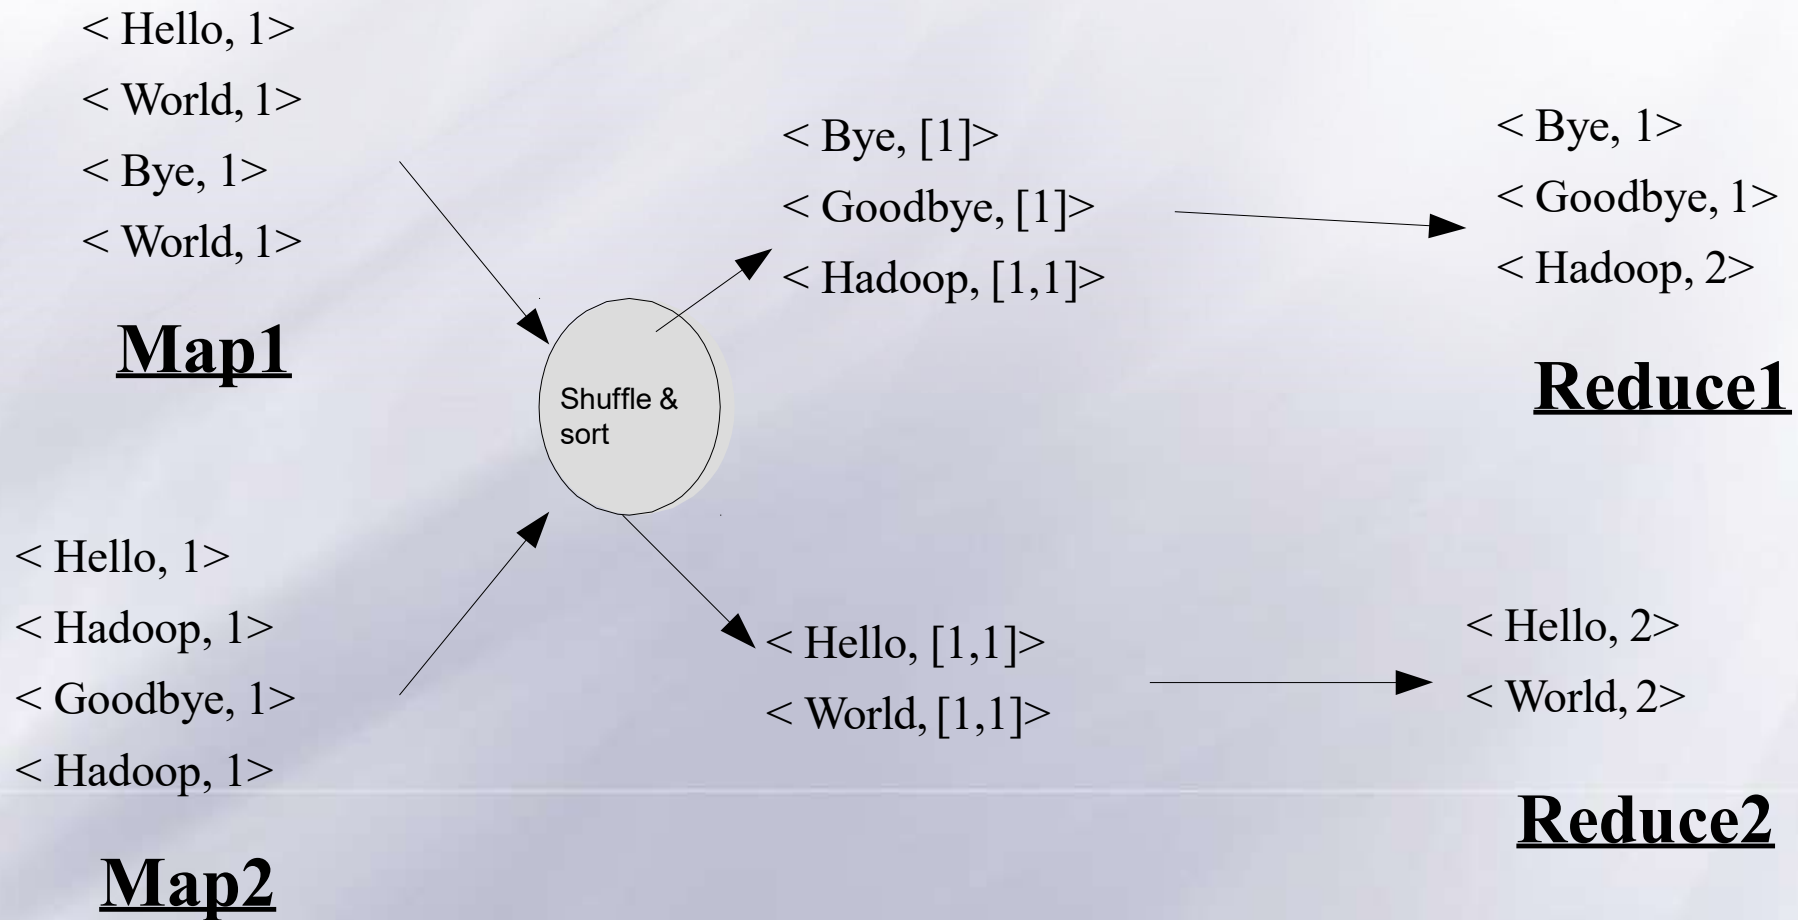 < Hello, 1>
< World, 1>
< Bye, 1>
< World, 1>
Map1
< Hello, 1>
< Hadoop, 1>
< Goodbye, 1>
< Hadoop, 1>
Map2
Shuffle &
sort
< Bye, [1]>
< Goodbye, [1]>
< Hadoop, [1,1]>
< Hello, [1,1]>
< World, [1,1]>
< Bye, 1>
< Goodbye, 1>
< Hadoop, 2>
Reduce1
< Hello, 2>
< World, 2>
Reduce2